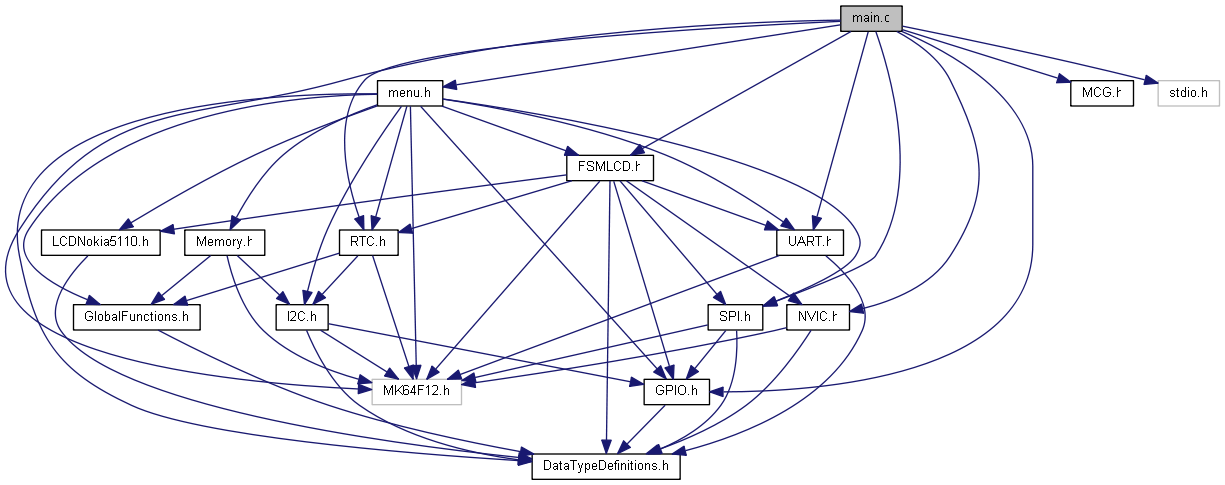 main.c
menu.h
MCG.h
stdio.h
FSMLCD.h
LCDNokia5110.h
Memory.h
RTC.h
UART.h
GlobalFunctions.h
I2C.h
SPI.h
NVIC.h
MK64F12.h
GPIO.h
DataTypeDefinitions.h